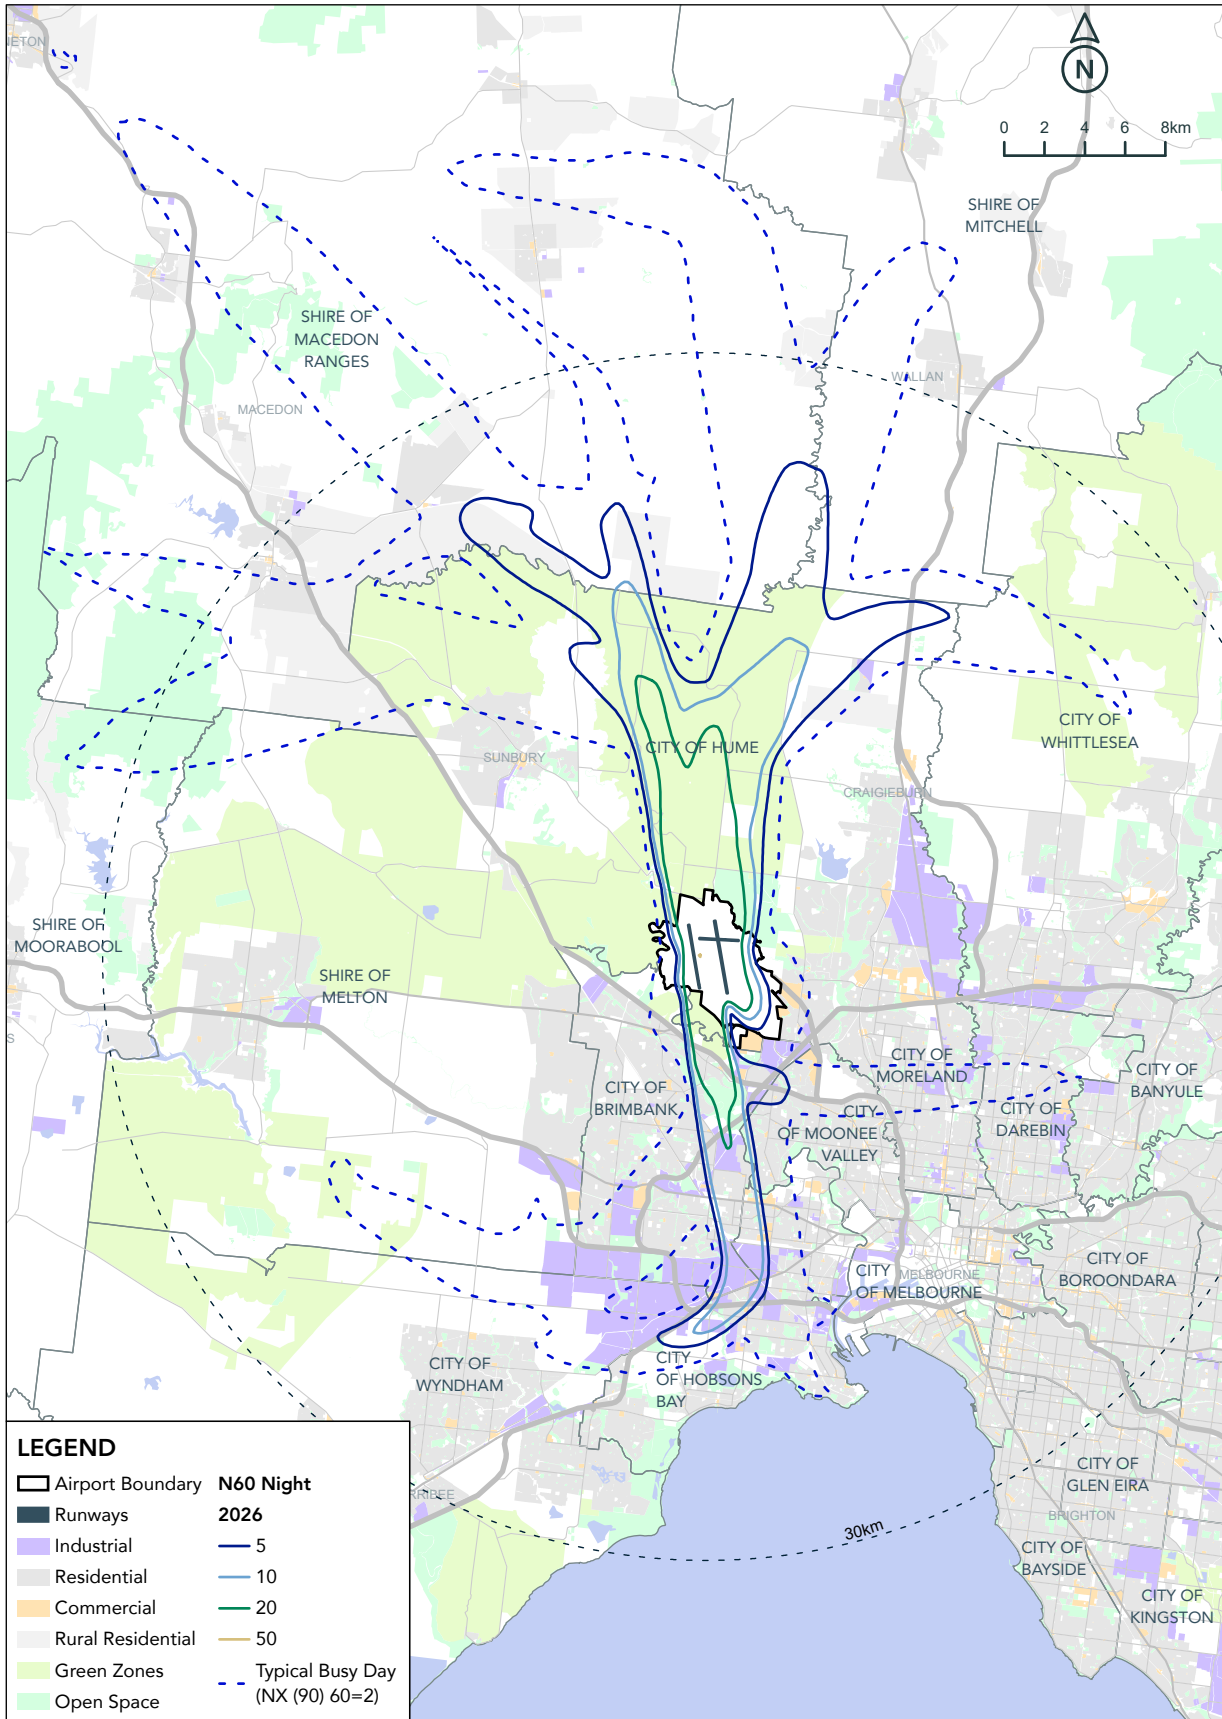 NETON
N
0 2 4 6 8km
SHIRE OF
MITCHELL
SHIRE OF
MACEDON
RANGES
WALLAN
MACEDON
CITY OF
WHITTLESEA
CITY OF HUME
SUNBURY
CRAIGIEBURN
SHIRE OF
MOORABOOL
SHIRE OF
MELTON
S
CITY OF
MORELAND
CITY OF
BANYULE
CITY OF
BRIMBANK
CITY OF
DAREBIN
CITY
OF MOONEE
VALLEY
CITY OF
BOROONDARA
CITY
OF MELBOURNE
MELBOURNE
CITY OF
WYNDHAM
CITY
OF HOBSONS
BAY
CITY OF
GLEN EIRA
RRIBEE
BRIGHTON
30km
CITY OF
BAYSIDE
CITY OF
KINGSTON
LEGEND
Airport Boundary
Runways
Industrial
Residential
Commercial
Rural Residential
Green Zones
Open Space
N60 Night
2026
5
10
20
50
Typical Busy Day
(NX (90) 60=2)